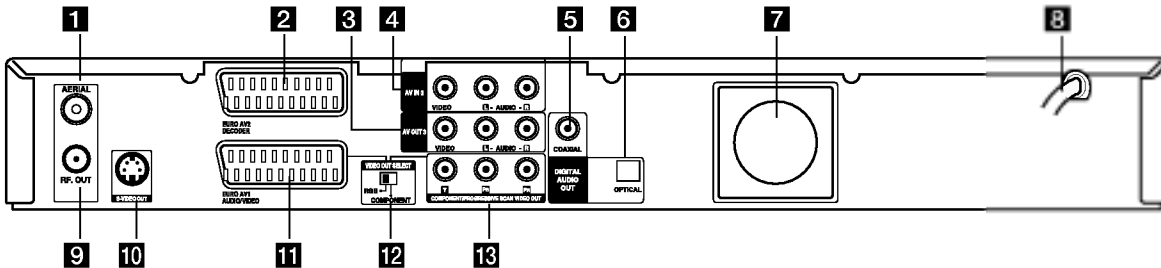 1 2 3 4 5 6 7 8
AERIAL
RF. OUT
S-VIDEO OUT
EURO AV2
DECODER
EURO AV1
AUDIO/VIDEO
AV IN 3
VIDEO L - AUDIO - R
AV OUT 3
VIDEO L - AUDIO - R
VIDEO OUT SELECT
RGB
COMPONENT
Y PB PR
COMPONENT/PROGRESSIVE SCAN VIDEO OUT
COAXIAL
DIGITAL
AUDIO
OUT
OPTICAL
9 10 11 12 13